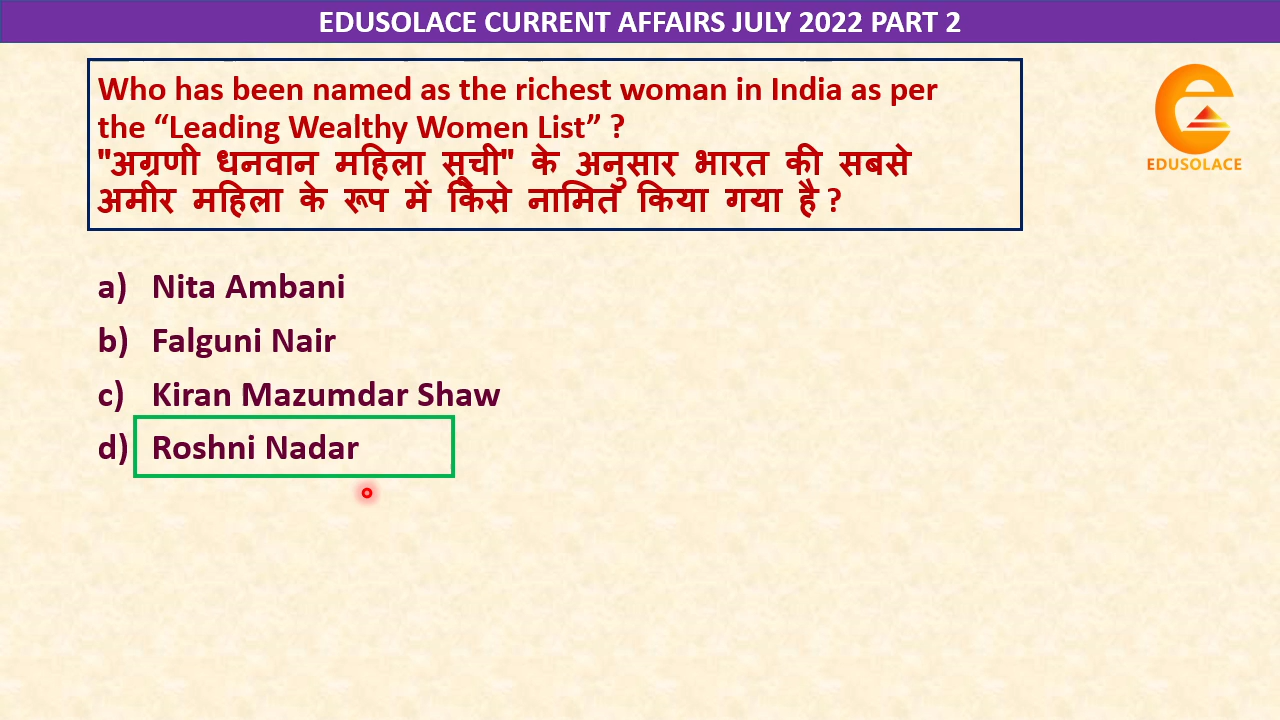 EDUSOLACE CURRENT AFFAIRS JULY 2022 PART 2
Who has been named as the richest woman in India as per
the “Leading Wealthy Women List” ?
"अग्रणी धनवान महिला सूची" के अनुसार भारत की सबसे
अमीर महिला के रूप में किसे नामित किया गया है ?
EDUSOLACE
a) Nita Ambani
b) Falguni Nair
c) Kiran Mazumdar Shaw
d) Roshni Nadar